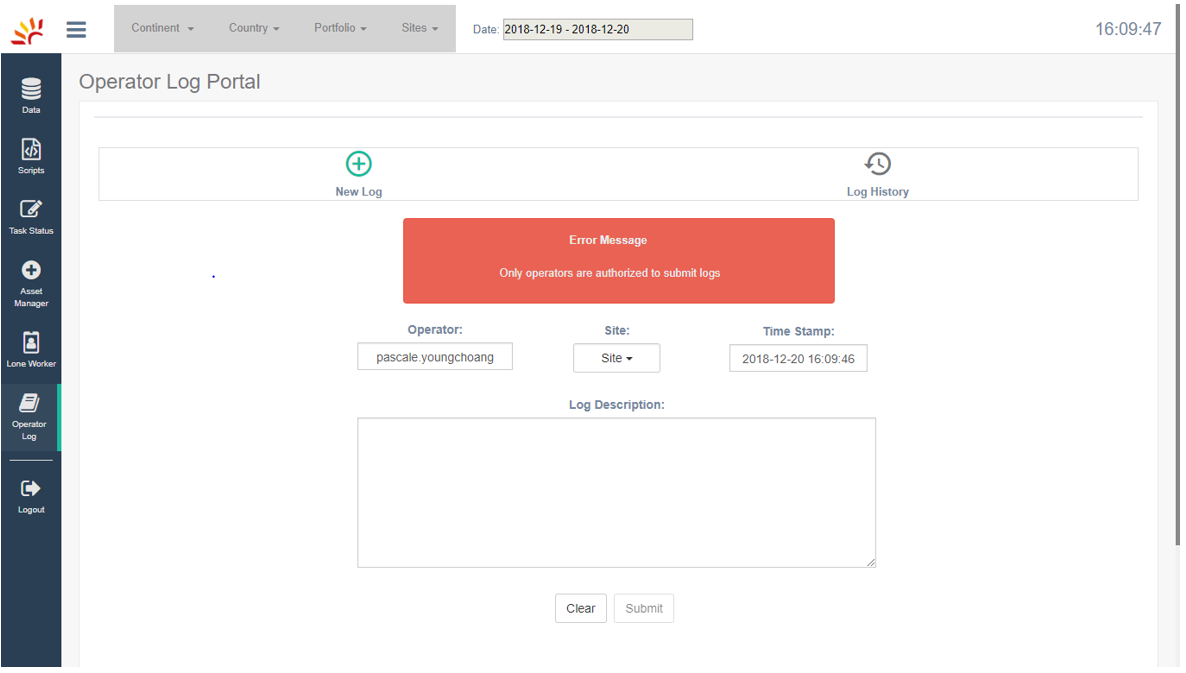 Continent Country Portfolio Sites Date: 2018-12-19 - 2018-12-20 16:09:47
Operator Log Portal
Data
Scripts
Task Status
Asset
Manager
Lone Worker
Operator
Log
Logout
New Log Log History
Error Message
Only operators are authorized to submit logs
Operator: Site: Time Stamp:
pascale.youngchoang Site 2018-12-20 16:09:46
Log Description:
Clear Submit